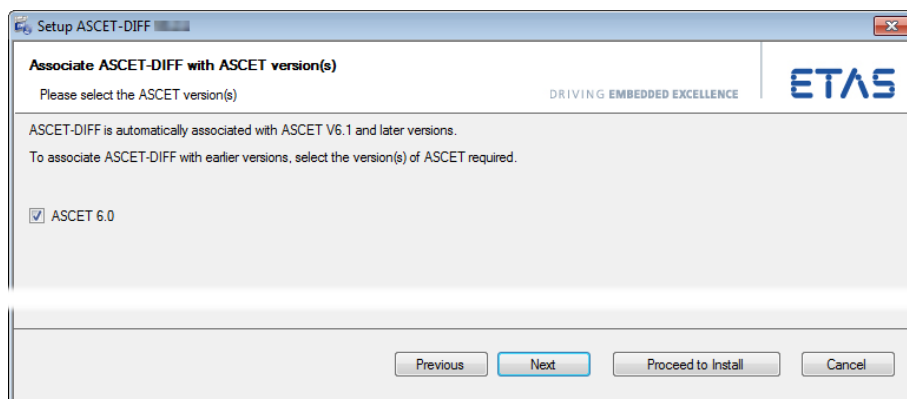 Setup ASCET-DIFF
Associate ASCET-DIFF with ASCET version(s)
Please select the ASCET version(s)
DRIVING EMBEDDED EXCELLENCE
ETAS
ASCET-DIFF is automatically associated with ASCET V6.1 and later versions.
To associate ASCET-DIFF with earlier versions, select the version(s) of ASCET required.
ASCET 6.0
Previous Next Proceed to Install Cancel